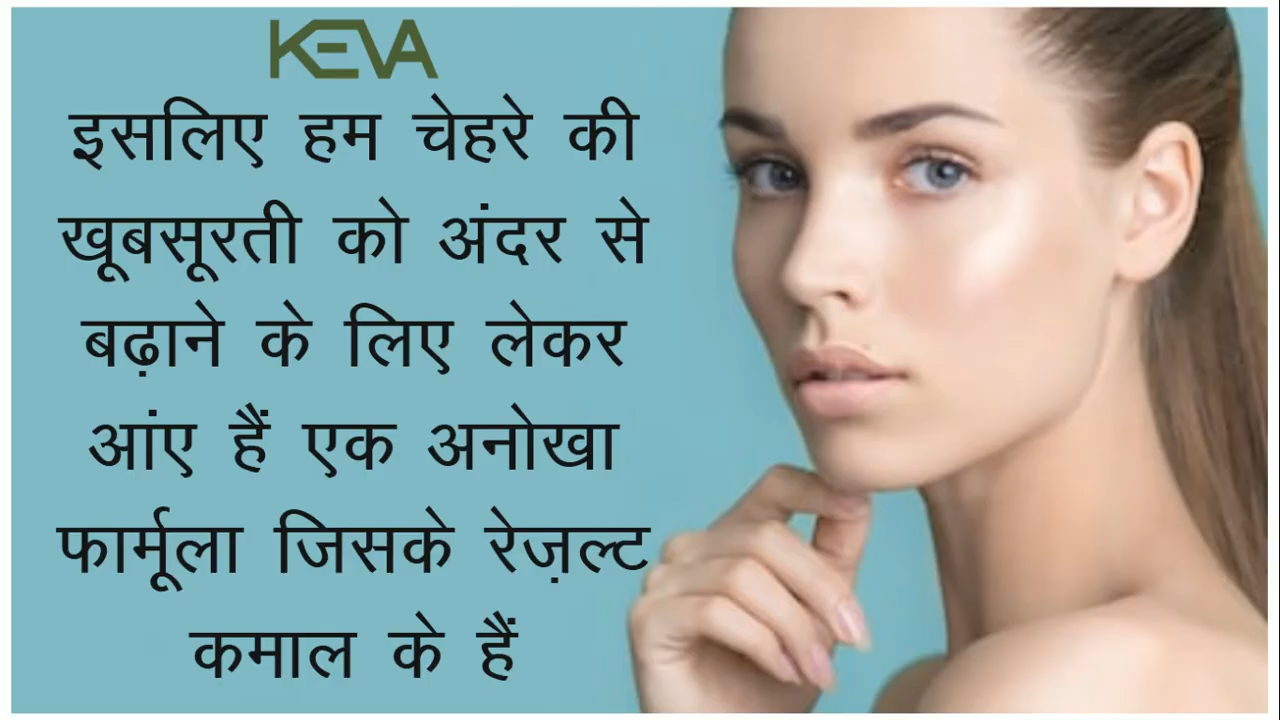 KEVA
इसलिए हम चेहरे की
खूबसूरती को अंदर से
बढ़ाने के लिए लेकर
आंए हैं एक अनोखा
फार्मूला जिसके रेज़ल्ट
कमाल के हैं